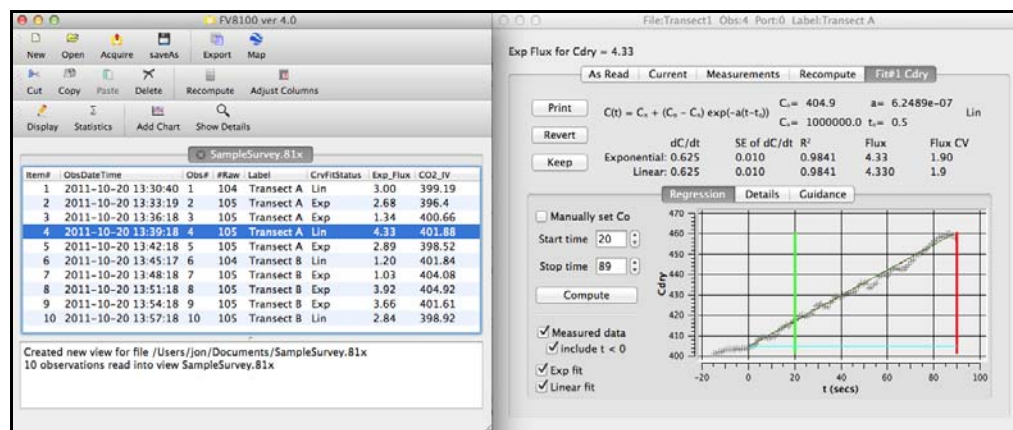 FV8100 ver 4.0
New Open Acquire saveAs Export Map
Cut Copy Paste Delete Recompute Adjust Columns
Display Statistics Add Chart Show Details
SampleSurvey.81x
Item# ObsDateTime Obs# #Raw Label CrvFitStatus Exp_Flux CO2_IV
1 2011-10-20 13:30:40 1 104 Transect A Lin 3.00 399.19
2 2011-10-20 13:33:19 2 105 Transect A Exp 2.68 396.4
3 2011-10-20 13:36:18 3 105 Transect A Exp 1.34 400.66
4 2011-10-20 13:39:18 4 105 Transect A Lin 4.33 401.88
5 2011-10-20 13:42:18 5 105 Transect A Exp 2.89 398.52
6 2011-10-20 13:45:17 6 104 Transect B Lin 1.20 401.84
7 2011-10-20 13:48:18 7 105 Transect B Exp 1.03 404.08
8 2011-10-20 13:51:18 8 105 Transect B Exp 3.92 404.92
9 2011-10-20 13:54:18 9 105 Transect B Exp 3.66 401.61
10 2011-10-20 13:57:18 10 105 Transect B Lin 2.84 398.92
Created new view for file /Users/jon/Documents/SampleSurvey.81x
10 observations read into view SampleSurvey.81x
File:Transect1 Obs:4 Port:0 Label:Transect A
Exp Flux for Cdry = 4.33
As Read Current Measurements Recompute Fit#1 Cdry
Print
Revert
Keep
C₀= 404.9 a= 6.2489e-07
Lin
1000000.0 t₀= 0.5
dC/dt SE of dC/dt R² Flux Flux CV
Exponential: 0.625 0.010 0.9841 4.33 1.90
Linear: 0.625 0.010 0.9841 4.330 1.9
Regression Details Guidance
Manually set Co
Start time 20
Stop time 89
Compute
Measured data
include t < 0
Exp fit
Linear fit
Cdry
470
460
450
440
430
420
410
400
-20 0 20 40 60 80 100
t (secs)